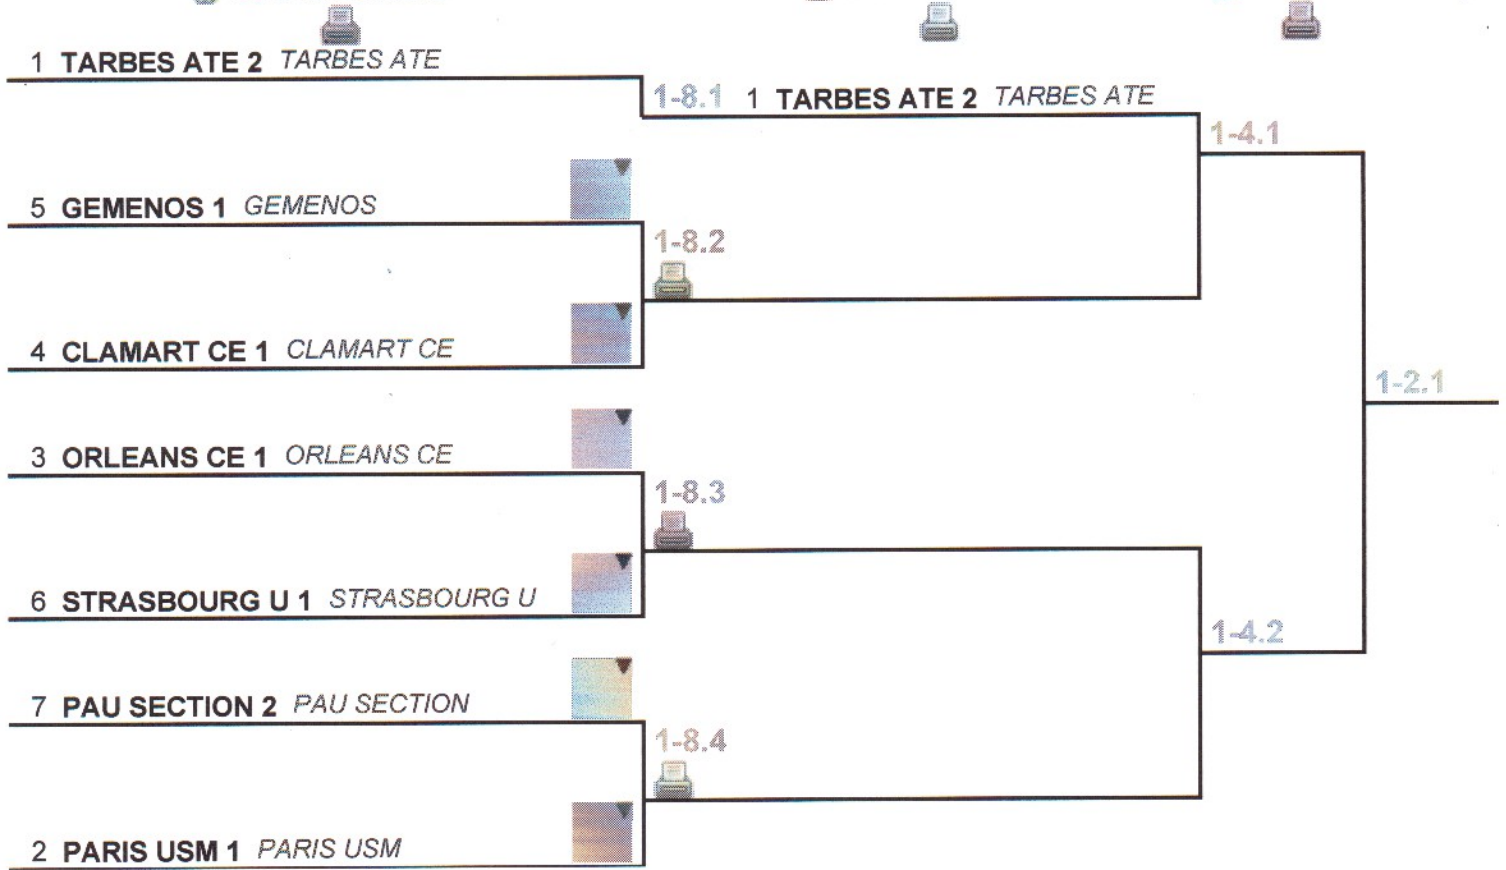 1 TARBES ATE 2 TARBES ATE
1-8.1 1 TARBES ATE 2 TARBES ATE
1-4.1
5 GEMENOS 1 GEMENOS
1-8.2
4 CLAMART CE 1 CLAMART CE
1-2.1
3 ORLEANS CE 1 ORLEANS CE
1-8.3
6 STRASBOURG U 1 STRASBOURG U
1-4.2
7 PAU SECTION 2 PAU SECTION
1-8.4
2 PARIS USM 1 PARIS USM